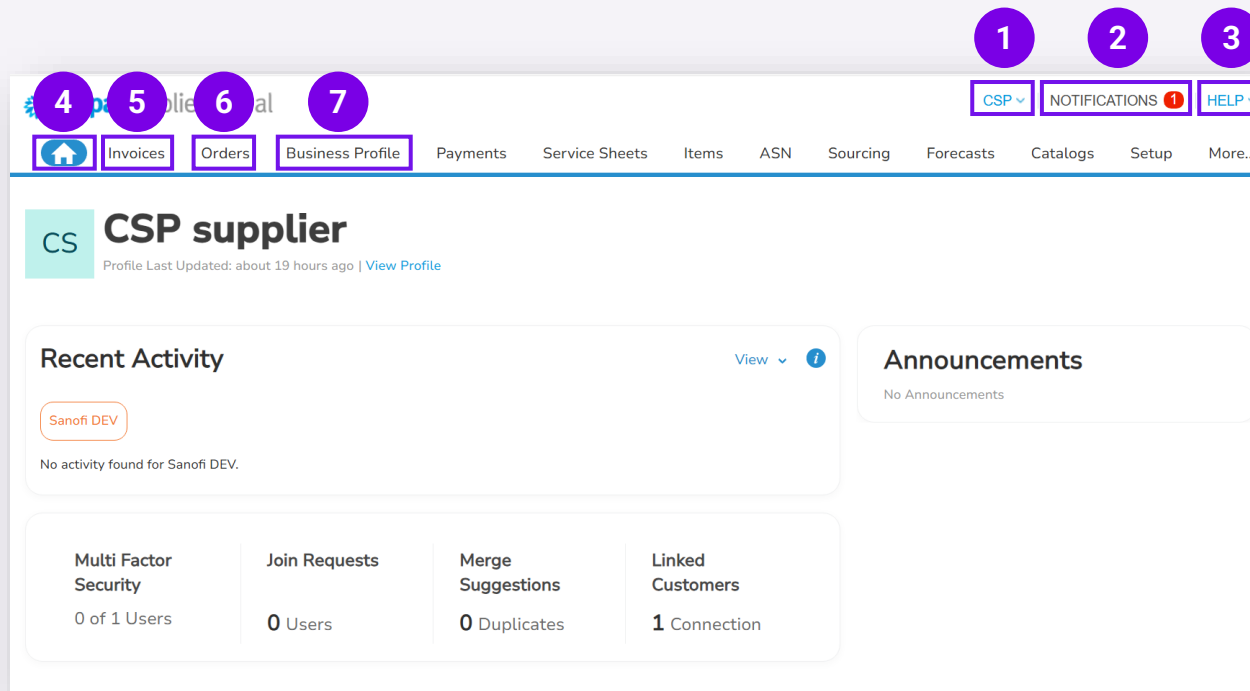 1 2 3
4 5 6 7
CSP NOTIFICATIONS 1 HELP
Invoices Orders Business Profile Payments Service Sheets Items ASN Sourcing Forecasts Catalogs Setup More..
CS
CSP supplier
Profile Last Updated: about 19 hours ago | View Profile
Recent Activity
View
i
Sanofi DEV
No activity found for Sanofi DEV.
Announcements
No Announcements
Multi Factor
Security
0 of 1 Users
Join Requests
0 Users
Merge
Suggestions
0 Duplicates
Linked
Customers
1 Connection